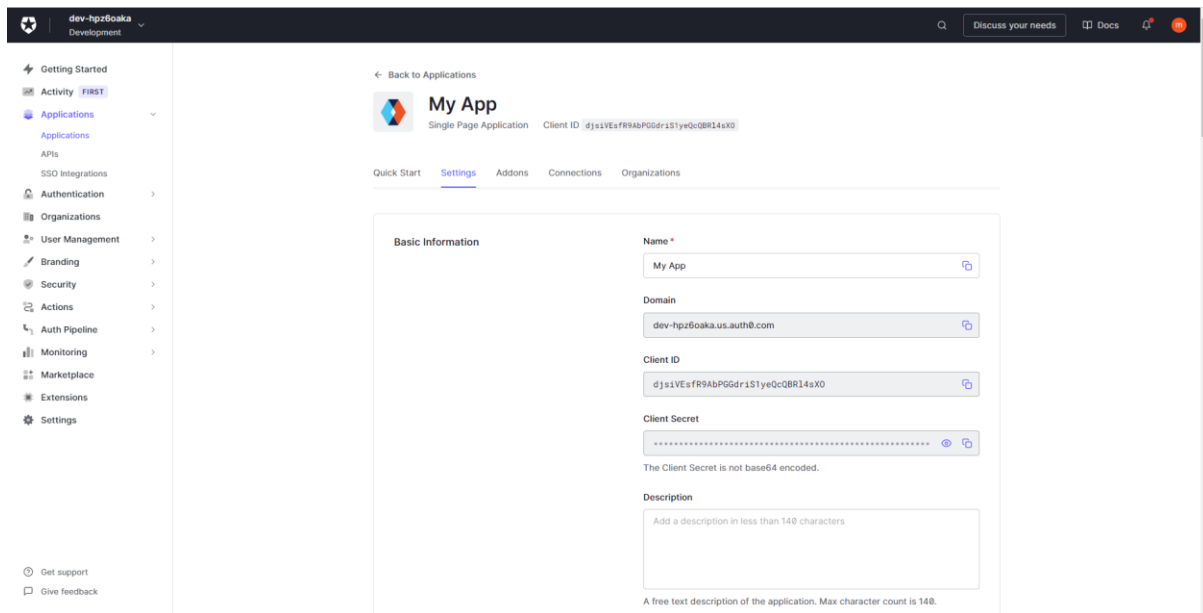 dev-hpz6oaka
Development
Discuss your needs
Docs
m
Getting Started
Activity FIRST
Applications
Applications
APIs
SSO Integrations
Authentication
Organizations
User Management
Branding
Security
Actions
Auth Pipeline
Monitoring
Marketplace
Extensions
Settings
Get support
Give feedback
← Back to Applications
My App
Single Page Application Client ID djsiVEsfR9AbPGGdriS1yeQcQBRl4sXO
Quick Start Settings Addons Connections Organizations
Basic Information
Name *
My App
Domain
dev-hpz6oaka.us.auth0.com
Client ID
djsiVEsfR9AbPGGdriS1yeQcQBRl4sXO
Client Secret
The Client Secret is not base64 encoded.
Description
Add a description in less than 140 characters
A free text description of the application. Max character count is 140.